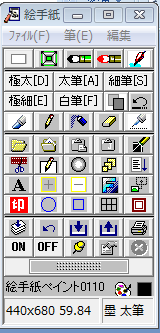 絵手紙
ﾌｧｲﾙ(F) 筆(E) 編集
極太[D] 太筆[A] 細筆[S]
極細[E] 白筆[F]
A
印
ON OFF
絵手紙ペイント0110
440x680 59.84 墨 太筆